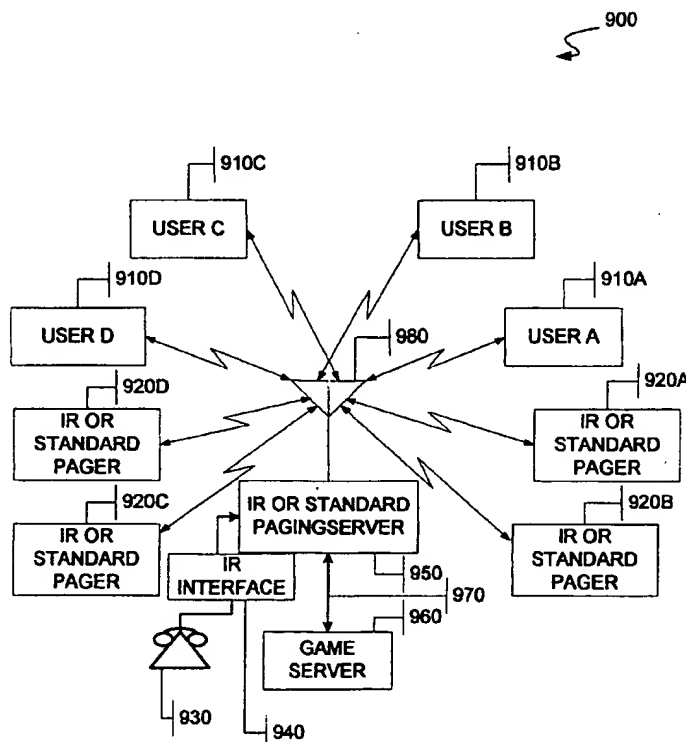 900
910C
910B
USER C
USER B
910D
910A
USER D
980
USER A
920D
920A
IR OR
STANDARD
PAGER
IR OR
STANDARD
PAGER
920C
IR OR STANDARD
PAGINGSERVER
920B
IR OR
STANDARD
PAGER
IR OR
STANDARD
PAGER
IR
INTERFACE
950
970
960
GAME
SERVER
930
940